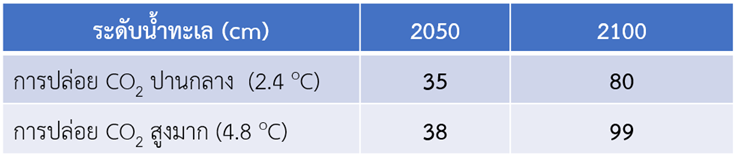 ระดับน้ำทะเล (cm) 2050 2100
การปล่อย CO₂ ปานกลาง (2.4 °C) 35 80
การปล่อย CO₂ สูงมาก (4.8 °C) 38 99